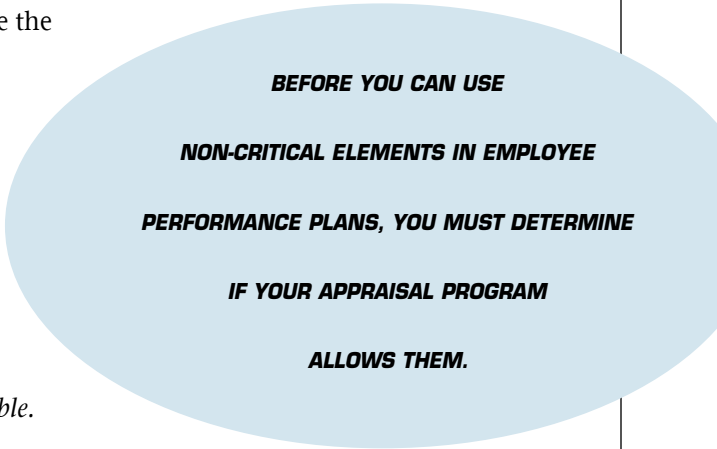 e the
BEFORE YOU CAN USE
NON-CRITICAL ELEMENTS IN EMPLOYEE
PERFORMANCE PLANS, YOU MUST DETERMINE
IF YOUR APPRAISAL PROGRAM
ALLOWS THEM.
ble.